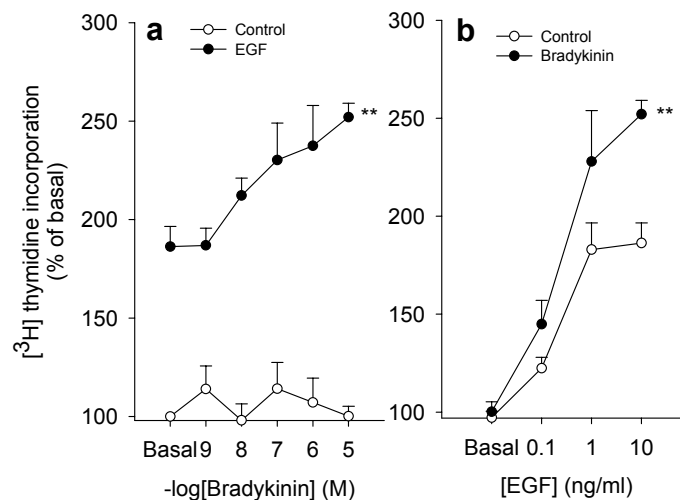 a
Control
EGF
300
250
200
150
100
**
Basal 9 8 7 6 5
-log[Bradykinin] (M)
[3H] thymidine incorporation
(% of basal)
b
Control
Bradykinin
300
250
200
150
100
**
Basal 0.1 1 10
[EGF] (ng/ml)